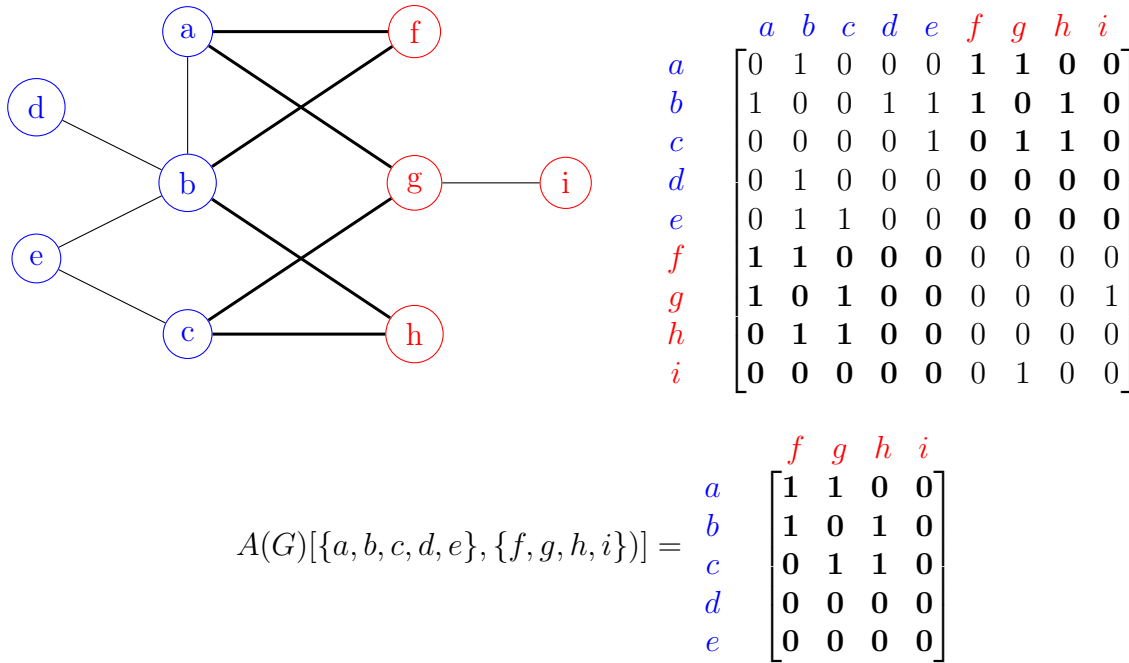 a f
d
b g i
e
c h
a b c d e f g h i
a 0 1 0 0 0 1 1 0 0
b 1 0 0 1 1 1 0 1 0
c 0 0 0 0 1 0 1 1 0
d 0 1 0 0 0 0 0 0 0
e 0 1 1 0 0 0 0 0 0
f 1 1 0 0 0 0 0 0 0
g 1 0 1 0 0 0 0 0 1
h 0 1 1 0 0 0 0 0 0
i 0 0 0 0 0 0 1 0 0
f g h i
a 1 1 0 0
b 1 0 1 0
A(G)[{a, b, c, d, e}, {f, g, h, i})] =
c 0 1 1 0
d 0 0 0 0
e 0 0 0 0